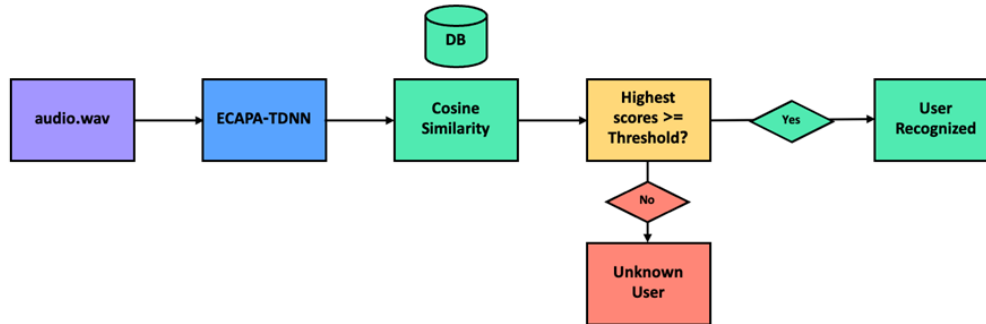 DB
audio.wav
ECAPA-TDNN
Cosine
Similarity
Highest
scores >=
Threshold?
Yes
User
Recognized
No
Unknown
User